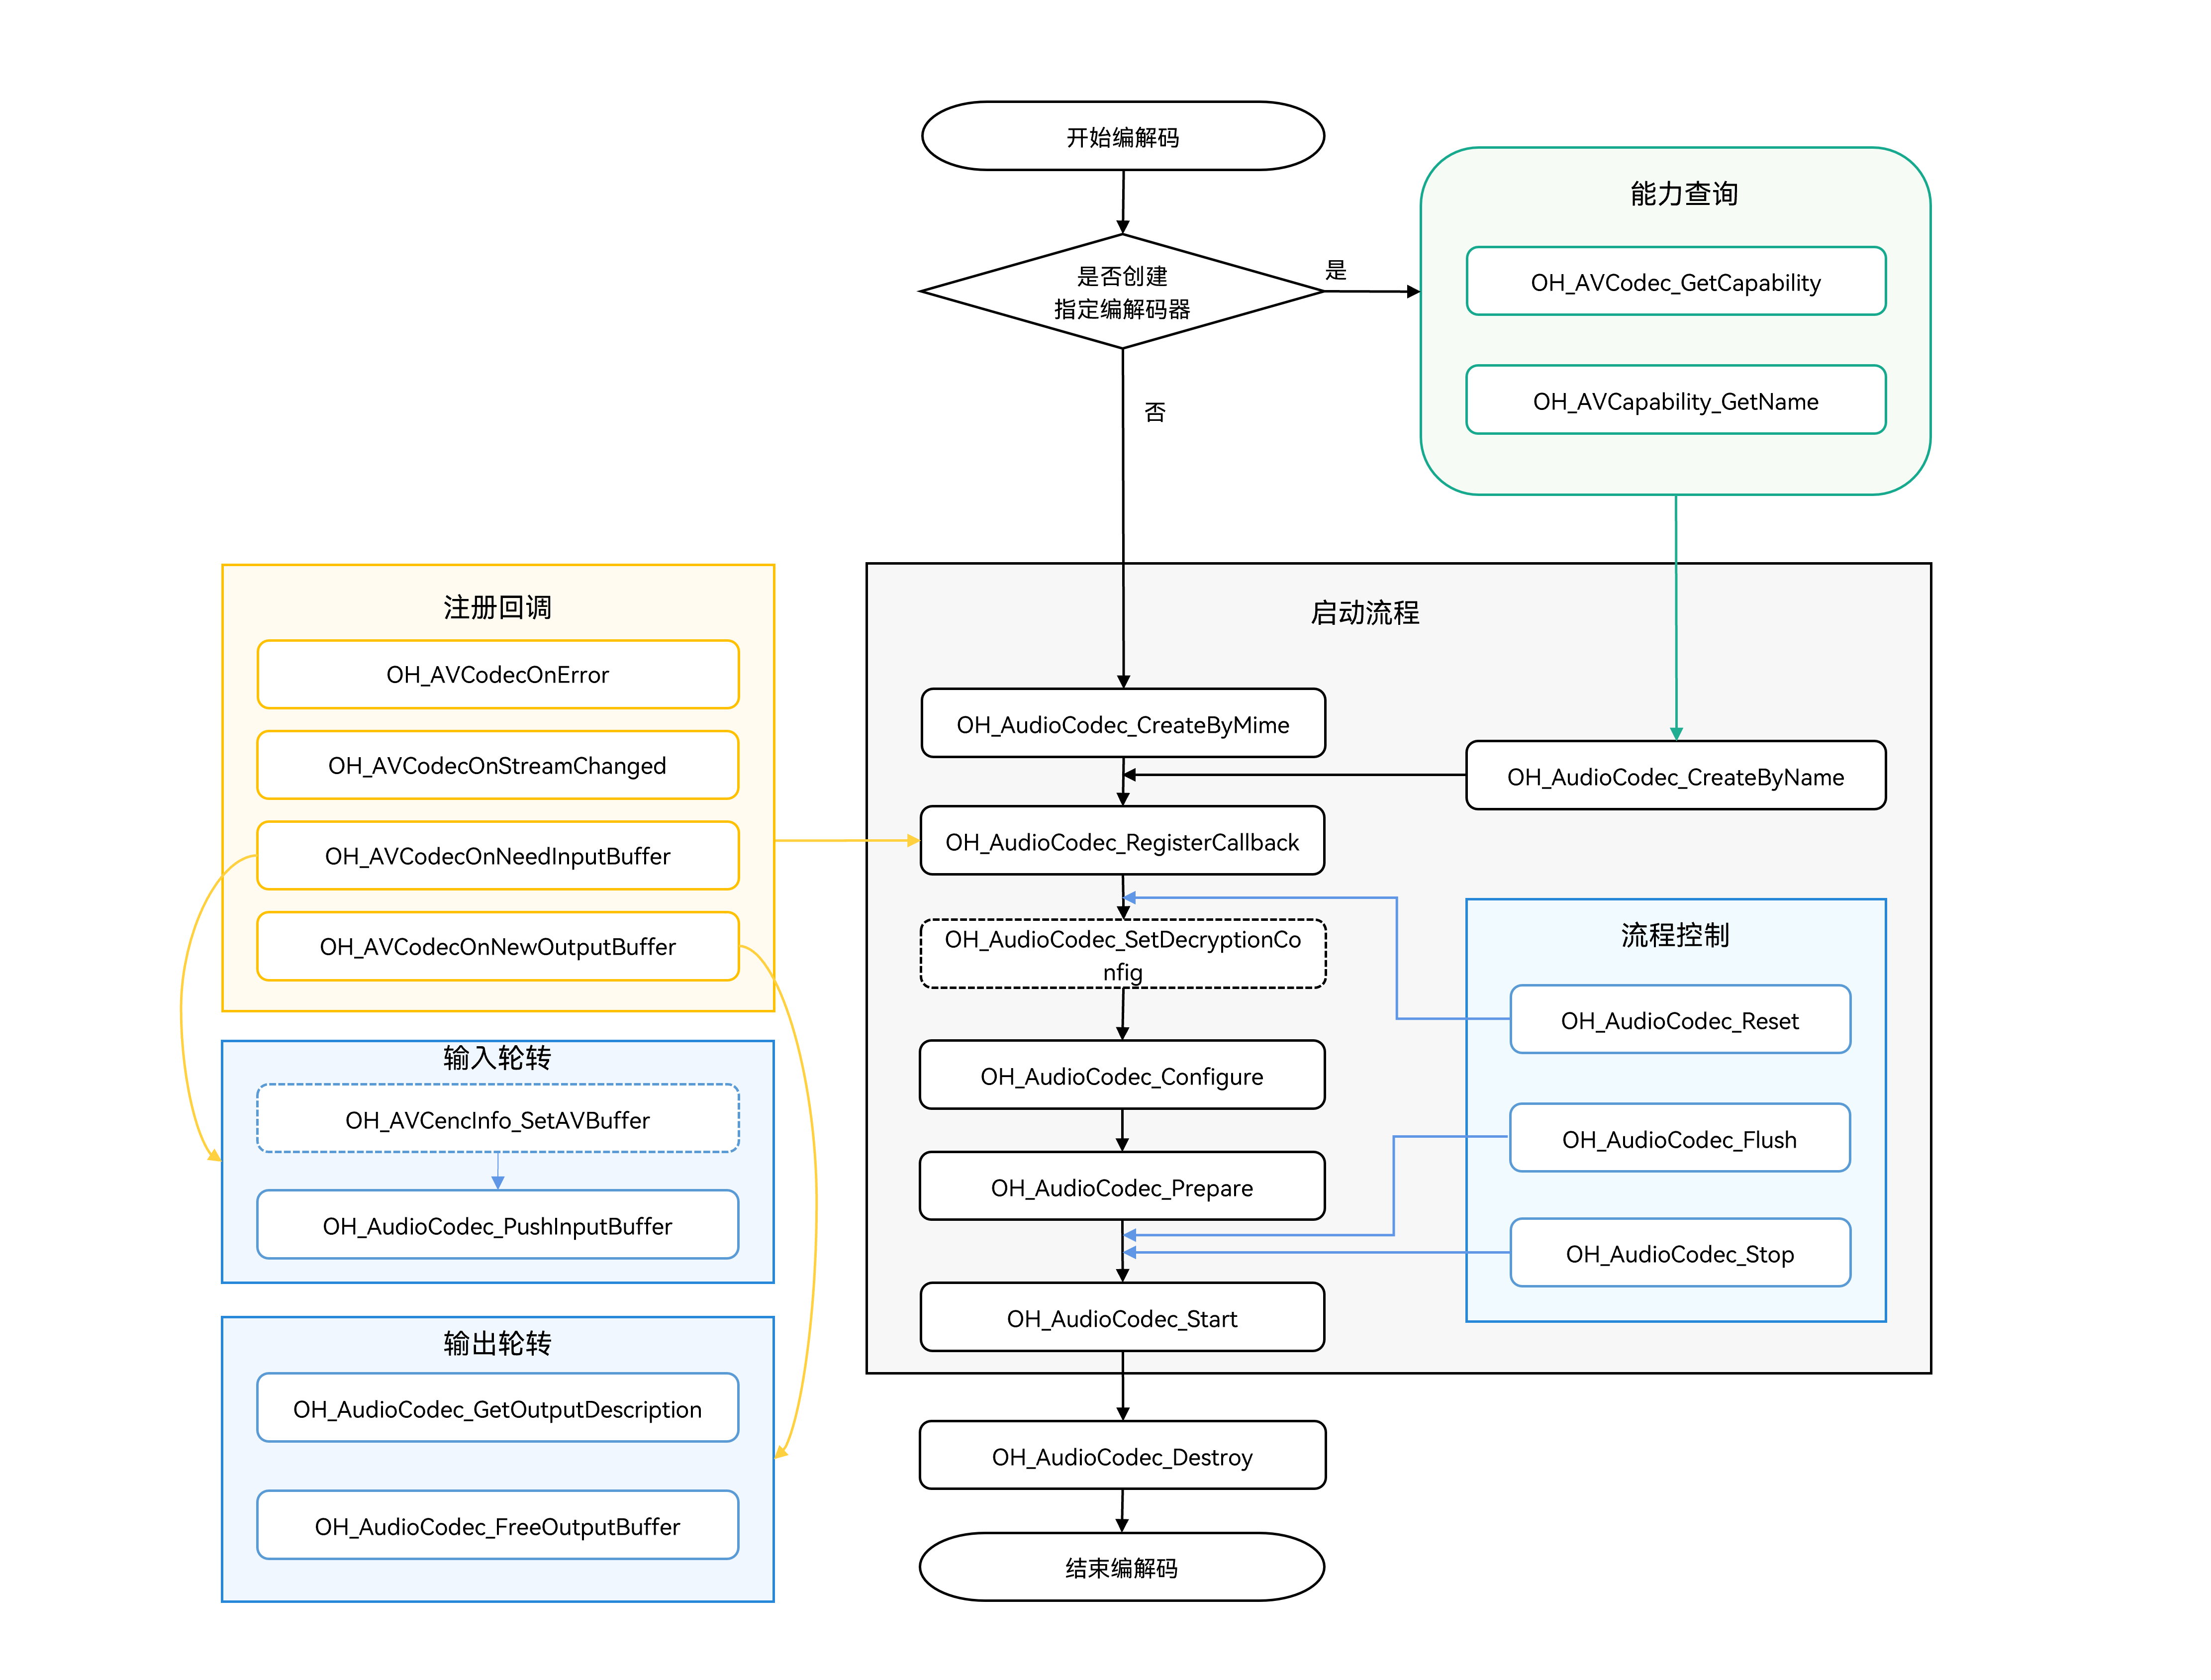 开始编解码
是否创建
指定编解码器
是
否
能力查询
OH_AVCodec_GetCapability
OH_AVCapability_GetName
注册回调
OH_AVCodecOnError
OH_AVCodecOnStreamChanged
OH_AVCodecOnNeedInputBuffer
OH_AVCodecOnNewOutputBuffer
输入轮转
OH_AVCencInfo_SetAVBuffer
OH_AudioCodec_PushInputBuffer
输出轮转
OH_AudioCodec_GetOutputDescription
OH_AudioCodec_FreeOutputBuffer
启动流程
OH_AudioCodec_CreateByMime
OH_AudioCodec_CreateByName
OH_AudioCodec_RegisterCallback
OH_AudioCodec_SetDecryptionCo
nfig
OH_AudioCodec_Configure
OH_AudioCodec_Prepare
OH_AudioCodec_Start
流程控制
OH_AudioCodec_Reset
OH_AudioCodec_Flush
OH_AudioCodec_Stop
OH_AudioCodec_Destroy
结束编解码